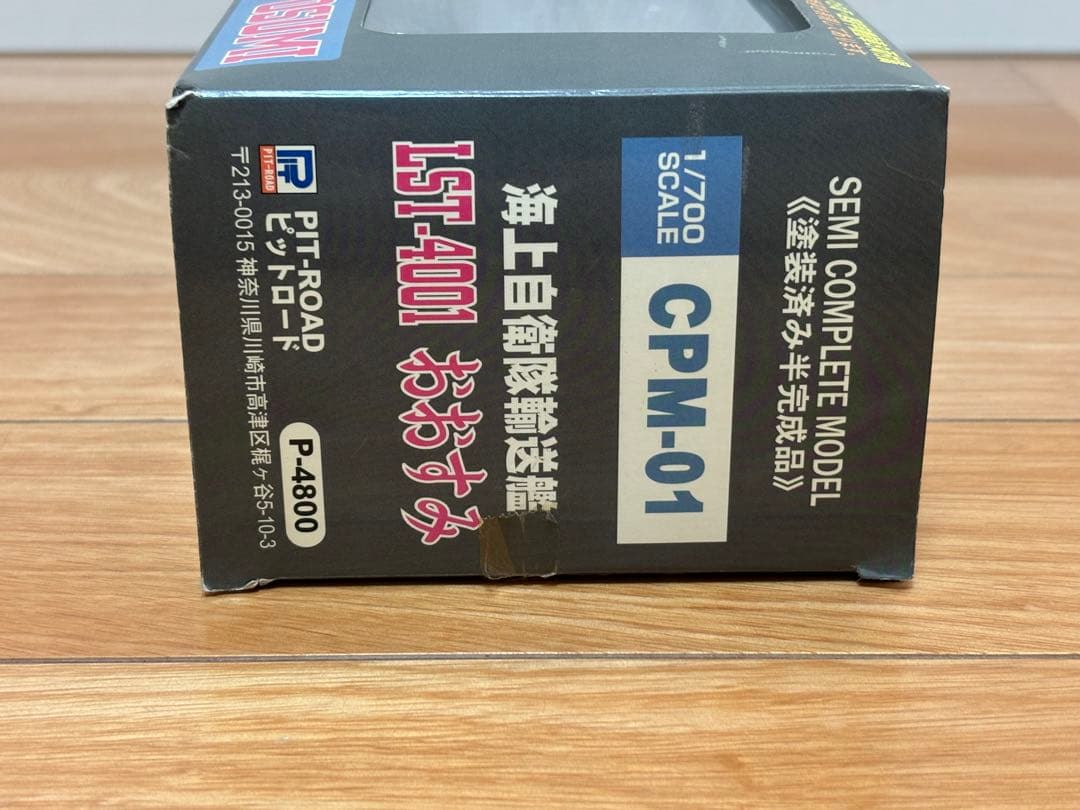 SEMI COMPLETE MODEL
《塗装済み半完成品》
1/700
SCALE
CPM-01
海上自衛隊輸送艦
LST-4001 おおすみ
PIT-ROAD
PIT-ROAD
ピットロード
P-4800
〒213-0015 神奈川県川崎市高津区梶ヶ谷5-10-3